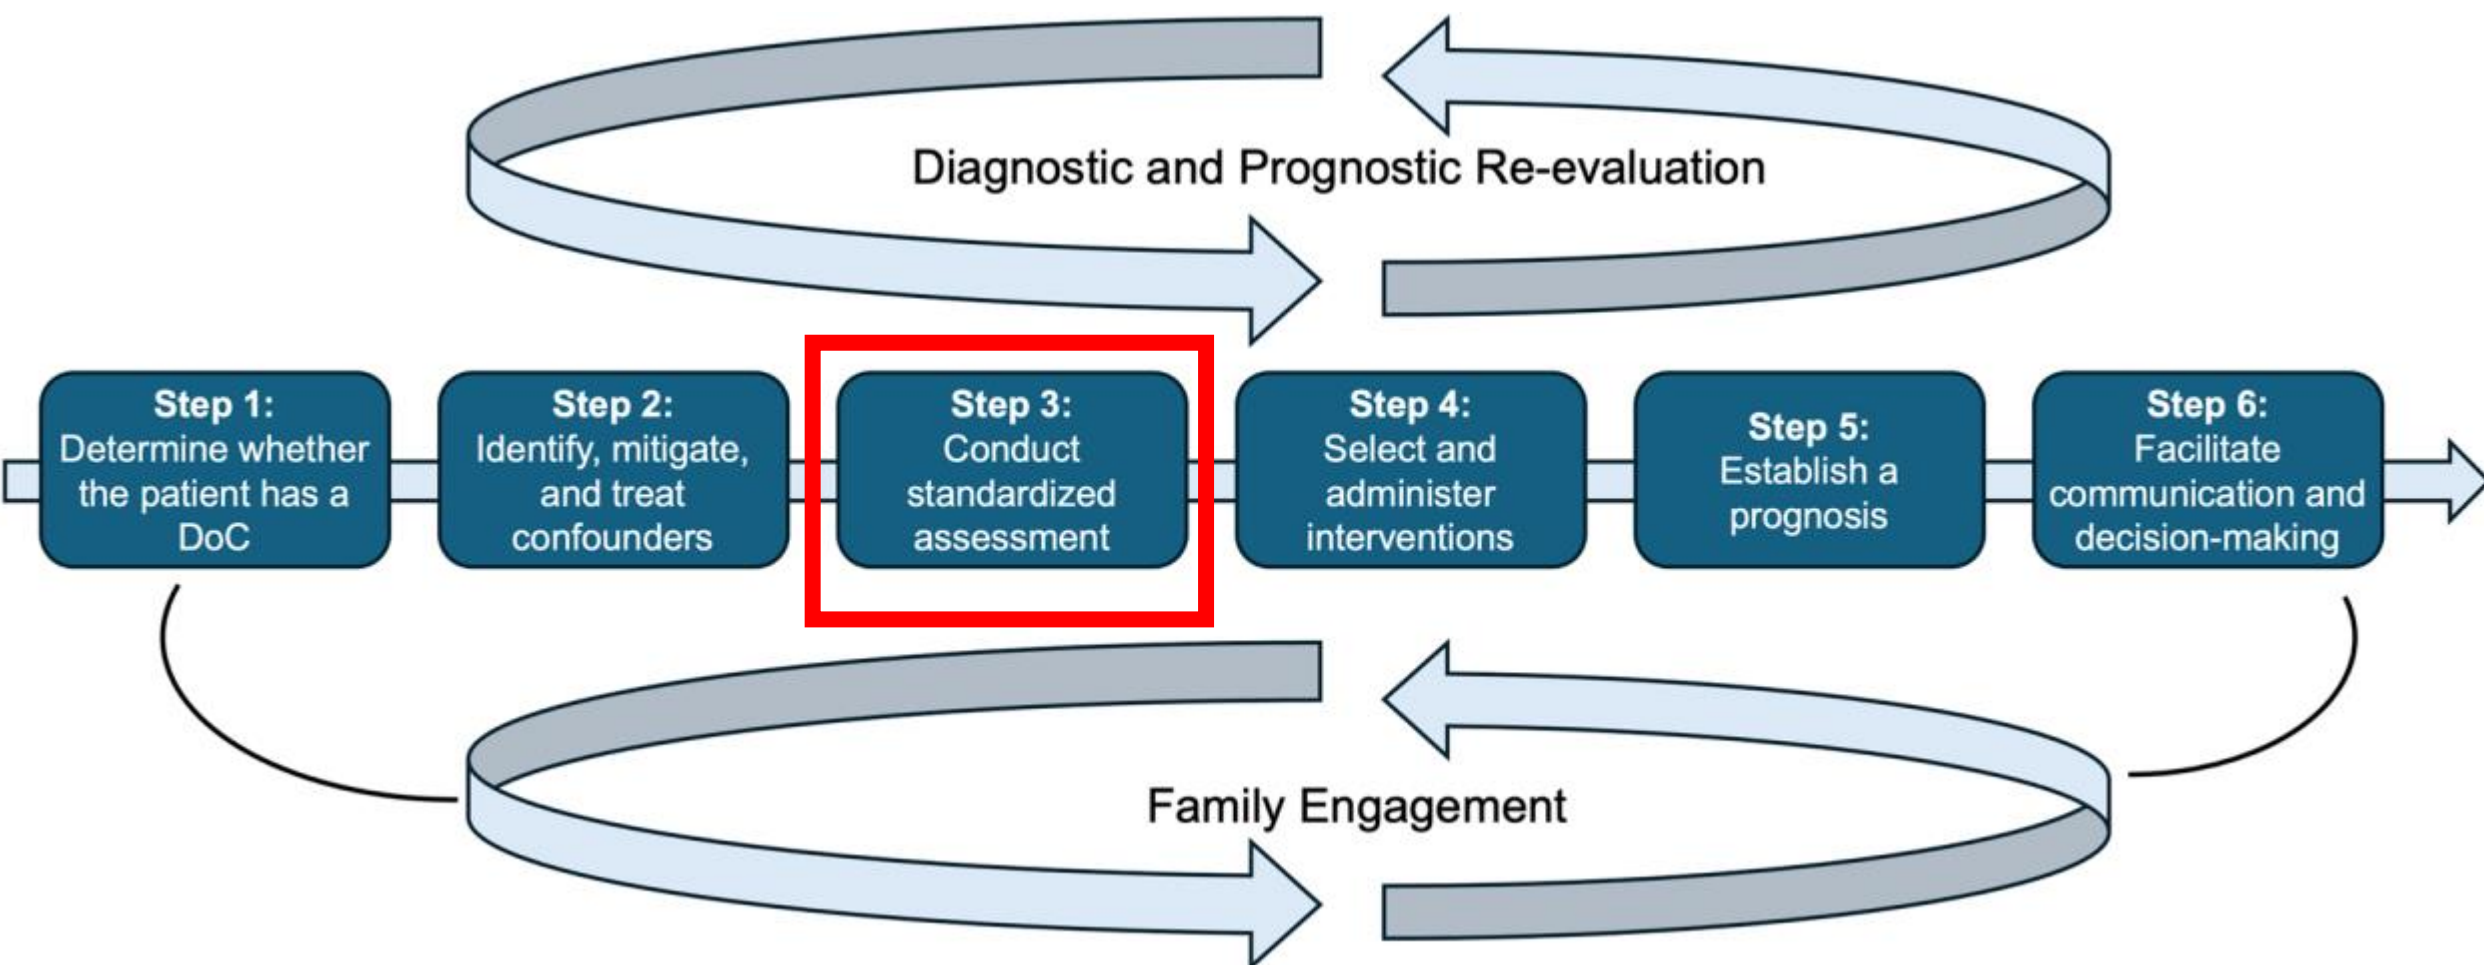 Diagnostic and Prognostic Re-evaluation
Step 1:
Determine whether
the patient has a
DoC
Step 2:
Identify, mitigate,
and treat
confounders
Step 3:
Conduct
standardized
assessment
Step 4:
Select and
administer
interventions
Step 5:
Establish a
prognosis
Step 6:
Facilitate
communication and
decision-making
Family Engagement